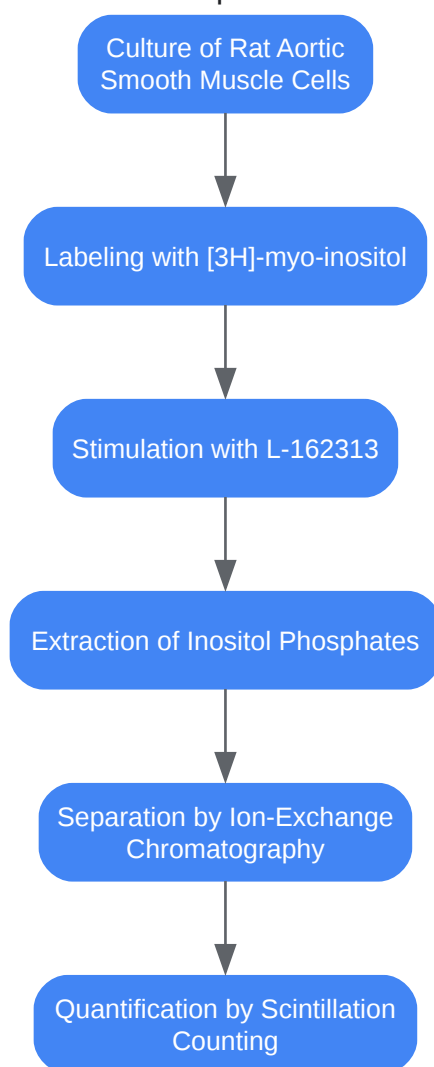 Culture of Rat Aortic
Smooth Muscle Cells
Labeling with [3H]-myo-inositol
Stimulation with L-162313
Extraction of Inositol Phosphates
Separation by Ion-Exchange
Chromatography
Quantification by Scintillation
Counting